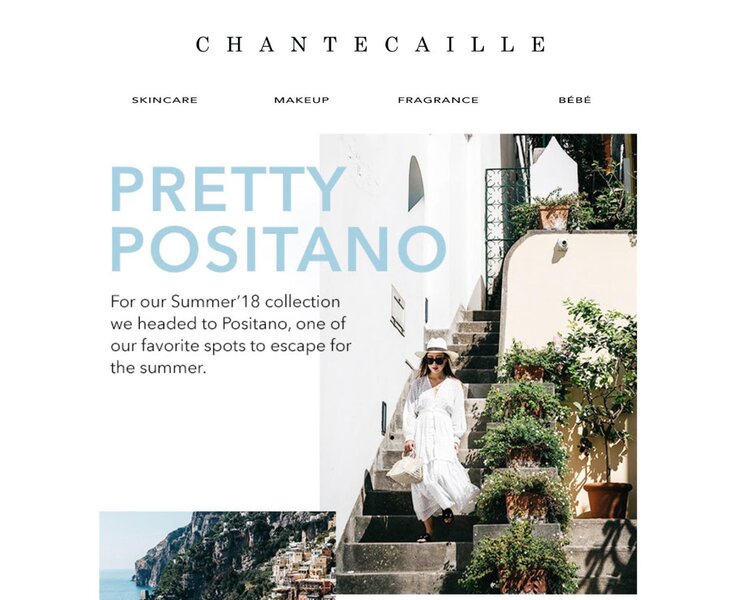 CHANTECAILLE
SKINCARE MAKEUP FRAGRANCE BÉBÉ
PRETTY
POSITANO
For our Summer'18 collection
we headed to Positano, one of
our favorite spots to escape for
the summer.